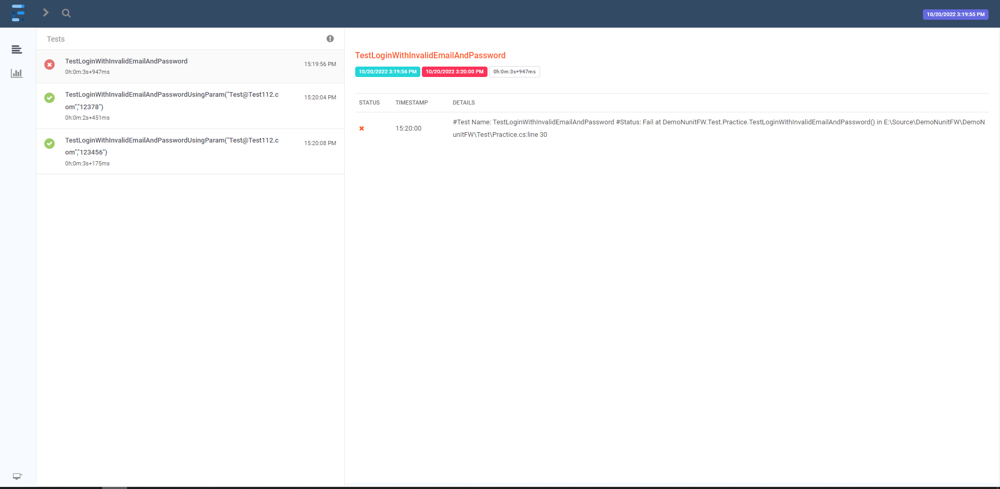 10/20/2022 3:19:55 PM
Tests
TestLoginWithInvalidEmailAndPassword
15:19:56 PM
0h:0m:3s+947ms
TestLoginWithInvalidEmailAndPasswordUsingParam("Test@Test112.c
om","12378")
15:20:04 PM
0h:0m:2s+451ms
TestLoginWithInvalidEmailAndPasswordUsingParam("Test@Test112.c
om","123456")
15:20:08 PM
0h:0m:3s+175ms
TestLoginWithInvalidEmailAndPassword
10/20/2022 3:19:56 PM 10/20/2022 3:20:00 PM 0h:0m:3s+947ms
STATUS TIMESTAMP DETAILS
15:20:00
#Test Name: TestLoginWithInvalidEmailAndPassword #Status: Fail at DemoNunitFW.Test.Practice.TestLoginWithInvalidEmailAndPassword() in E:\Source\DemoNunitFW\DemoN
unitFW\Test\Practice.cs:line 30